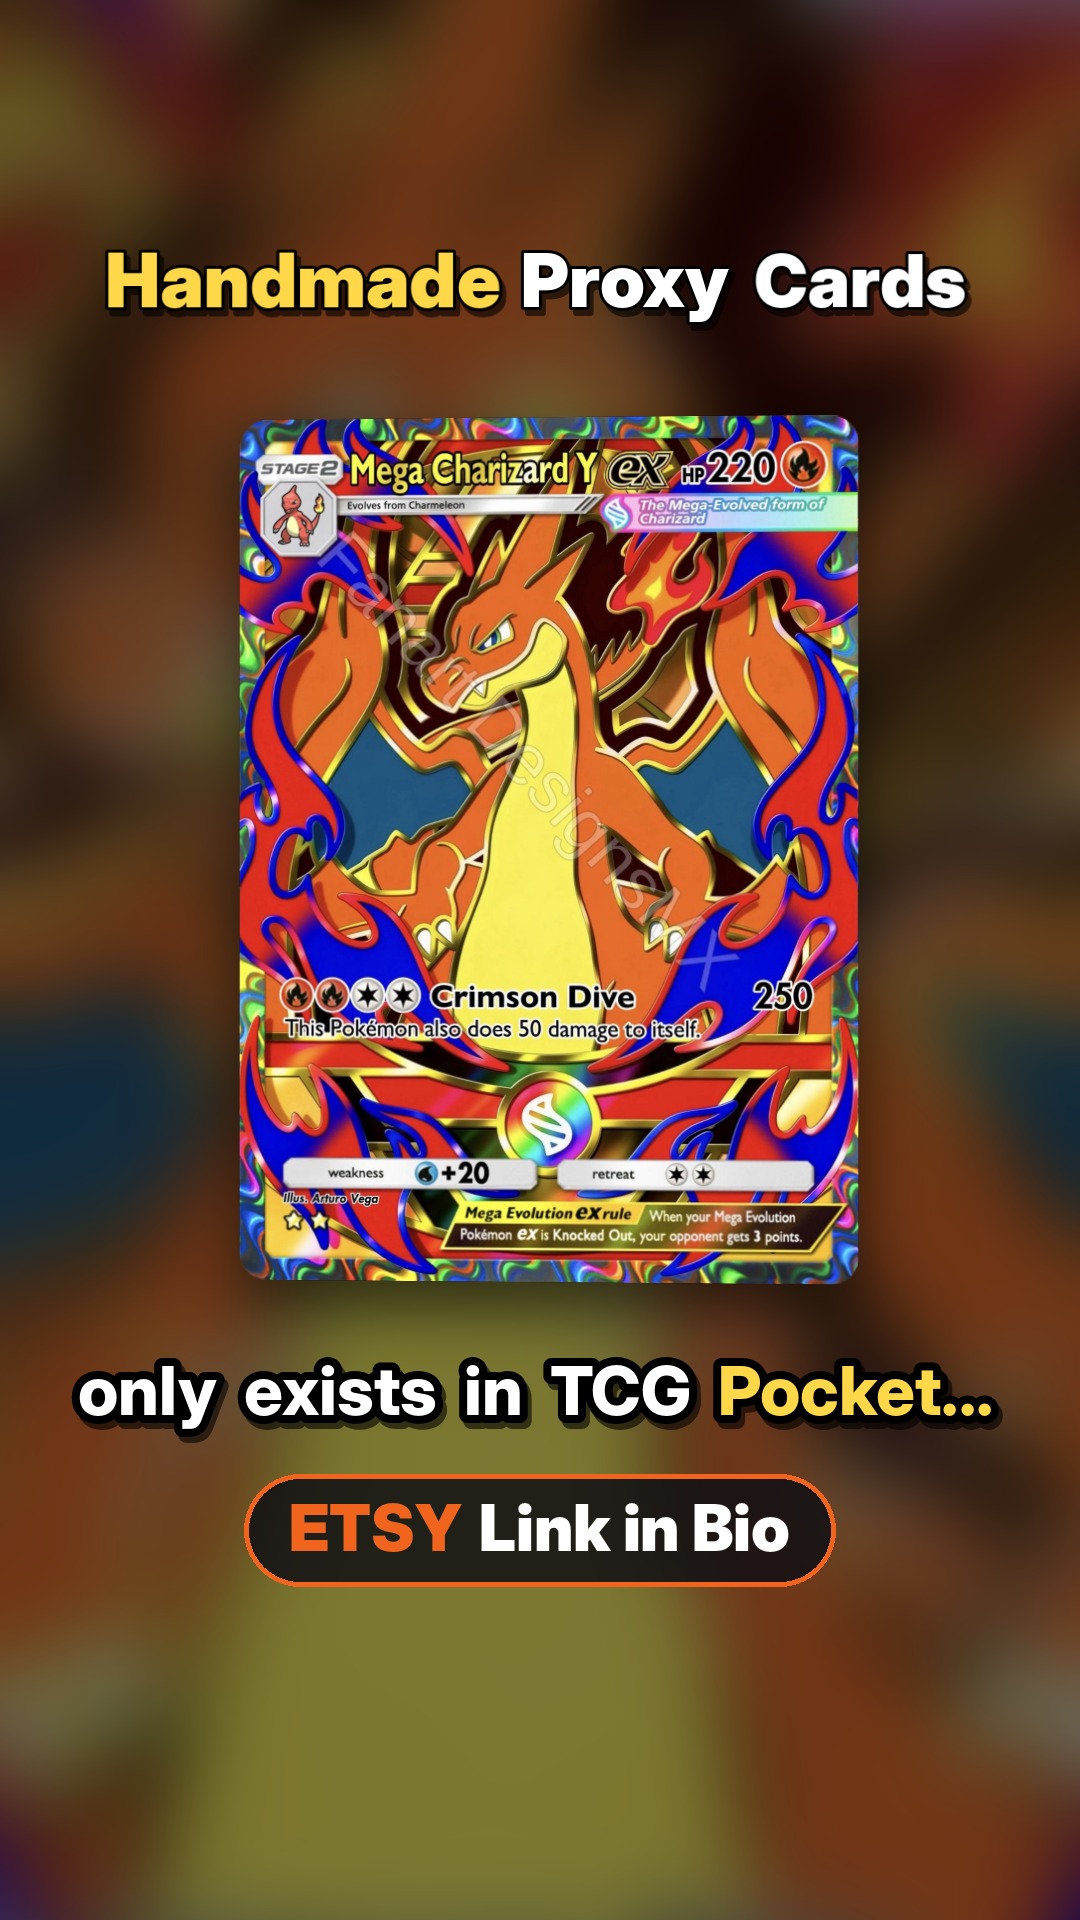 Handmade Proxy Cards
STAGE2 Mega Charizard Y ex HP220
Evolves from Charmeleon
The Mega-Evolved form of
Charizard
Fanart DesignsMX
Crimson Dive 250
This Pokémon also does 50 damage to itself.
weakness +20 retreat
Illus. Arturo Vega
Mega Evolution ex rule When your Mega Evolution
Pokémon ex is Knocked Out, your opponent gets 3 points.
only exists in TCG Pocket...
ETSY Link in Bio